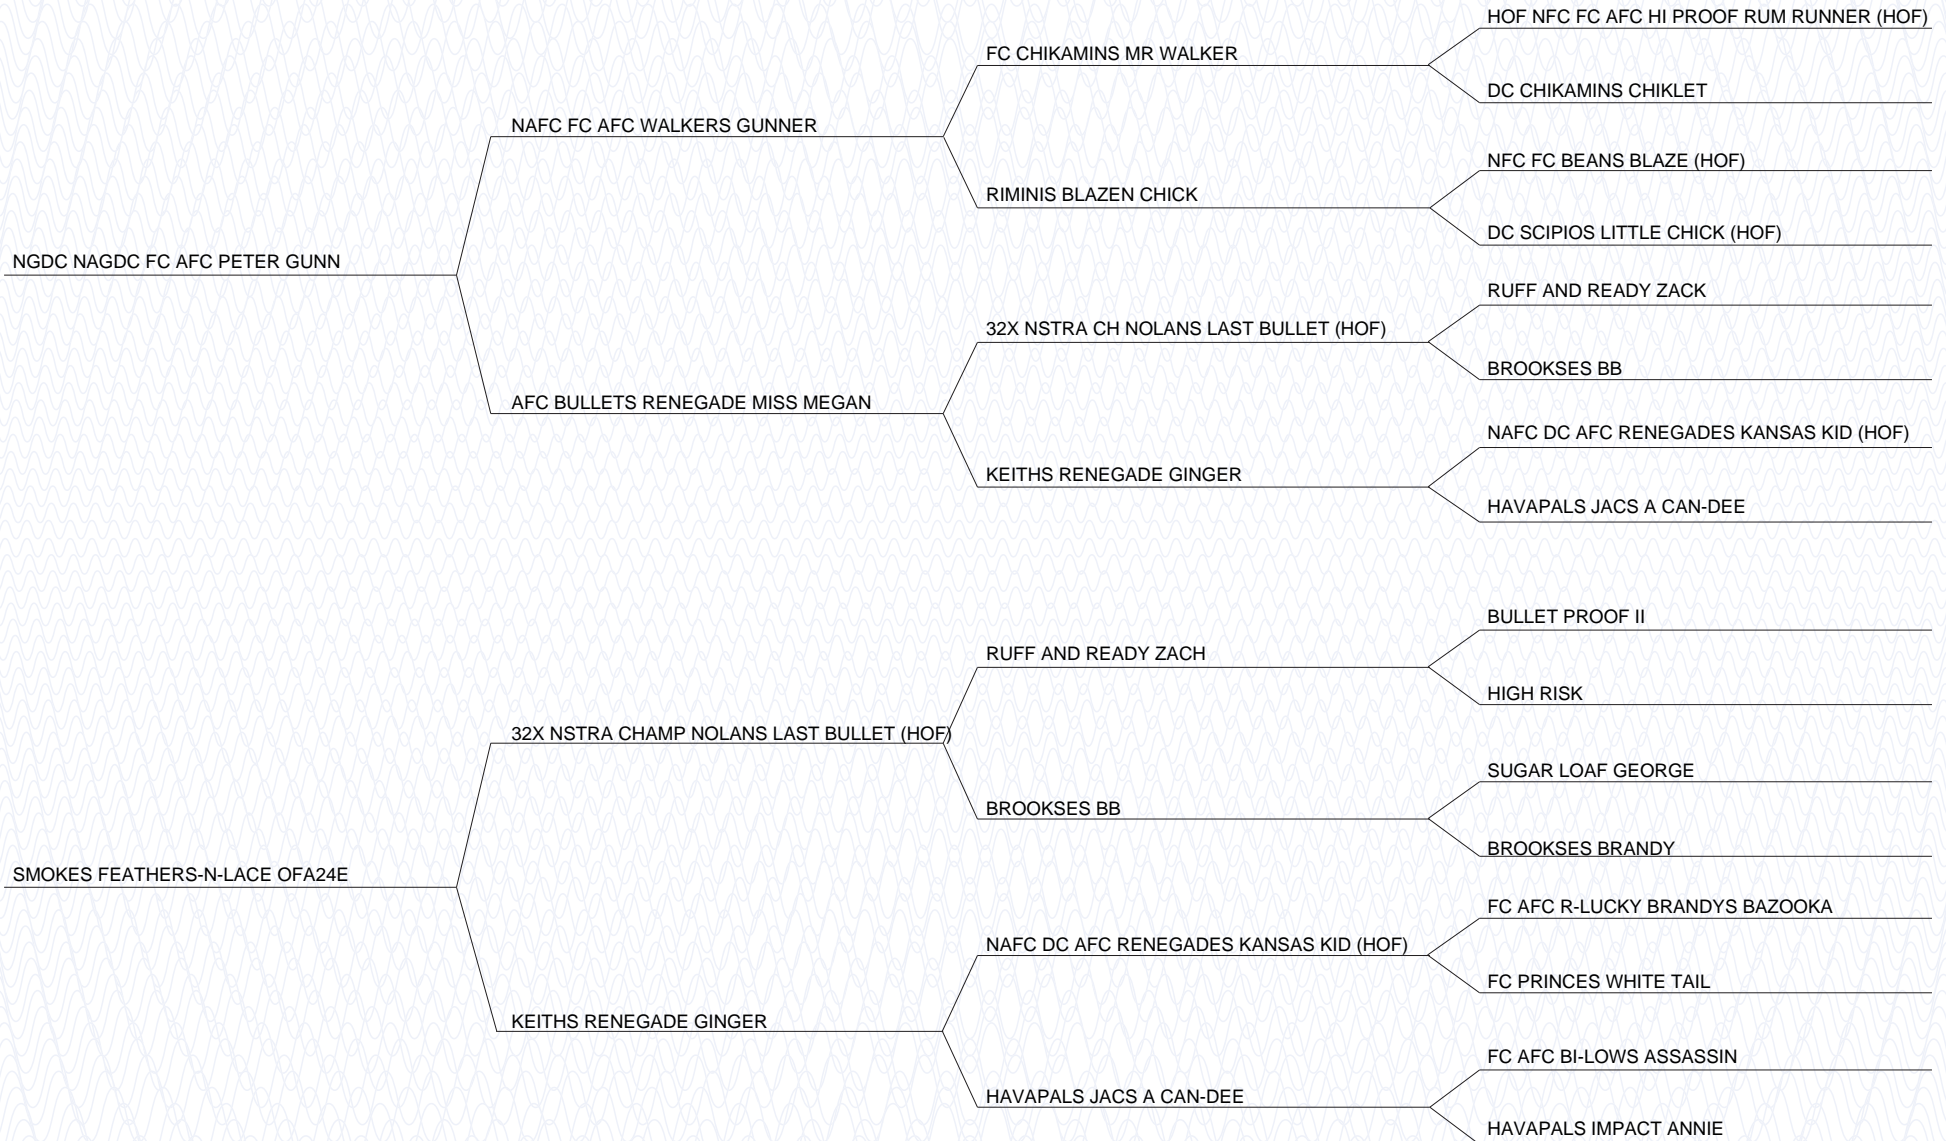 HOF NFC FC AFC HI PROOF RUM RUNNER (HOF)
FC CHIKAMINS MR WALKER
DC CHIKAMINS CHIKLET
NAFC FC AFC WALKERS GUNNER
NFC FC BEANS BLAZE (HOF)
RIMINIS BLAZEN CHICK
DC SCIPIOS LITTLE CHICK (HOF)
NGDC NAGDC FC AFC PETER GUNN
RUFF AND READY ZACK
32X NSTRA CH NOLANS LAST BULLET (HOF)
BROOKSES BB
AFC BULLETS RENEGADE MISS MEGAN
NAFC DC AFC RENEGADES KANSAS KID (HOF)
KEITHS RENEGADE GINGER
HAVAPALS JACS A CAN-DEE
BULLET PROOF II
RUFF AND READY ZACH
HIGH RISK
32X NSTRA CHAMP NOLANS LAST BULLET (HOF)
SUGAR LOAF GEORGE
BROOKSES BB
BROOKSES BRANDY
SMOKES FEATHERS-N-LACE OFA24E
FC AFC R-LUCKY BRANDYS BAZOOKA
NAFC DC AFC RENEGADES KANSAS KID (HOF)
FC PRINCES WHITE TAIL
KEITHS RENEGADE GINGER
FC AFC BI-LOWS ASSASSIN
HAVAPALS JACS A CAN-DEE
HAVAPALS IMPACT ANNIE